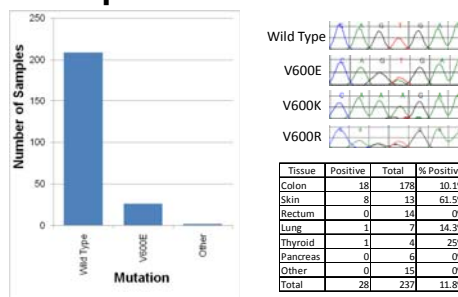 250
200
150
100
50
0
Number of Samples
Wild Type
V600E
Other
Mutation
Wild Type
V600E
V600K
V600R
Tissue Positive Total % Positive
Colon 18 178 10.1%
Skin 8 13 61.5%
Rectum 0 14 0%
Lung 1 7 14.3%
Thyroid 1 4 25%
Pancreas 0 6 0%
Other 0 15 0%
Total 28 237 11.8%